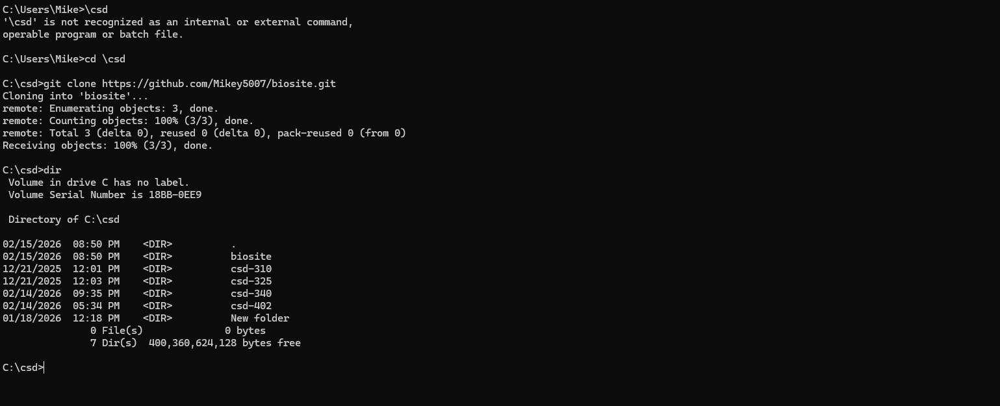 C:\Users\Mike>\csd
'\csd' is not recognized as an internal or external command,
operable program or batch file.
C:\Users\Mike>cd \csd
C:\csd>git clone https://github.com/Mikey5007/biosite.git
Cloning into 'biosite'...
remote: Enumerating objects: 3, done.
remote: Counting objects: 100% (3/3), done.
remote: Total 3 (delta 0), reused 0 (delta 0), pack-reused 0 (from 0)
Receiving objects: 100% (3/3), done.
C:\csd>dir
 Volume in drive C has no label.
 Volume Serial Number is 18BB-0EE9
 Directory of C:\csd
02/15/2026  08:50 PM    <DIR>          .
02/15/2026  08:50 PM    <DIR>          biosite
12/21/2025  12:01 PM    <DIR>          csd-310
12/21/2025  12:03 PM    <DIR>          csd-325
02/14/2026  09:35 PM    <DIR>          csd-340
02/14/2026  05:34 PM    <DIR>          csd-402
01/18/2026  12:18 PM    <DIR>          New folder
               0 File(s)              0 bytes
               7 Dir(s)  400,360,624,128 bytes free
C:\csd>